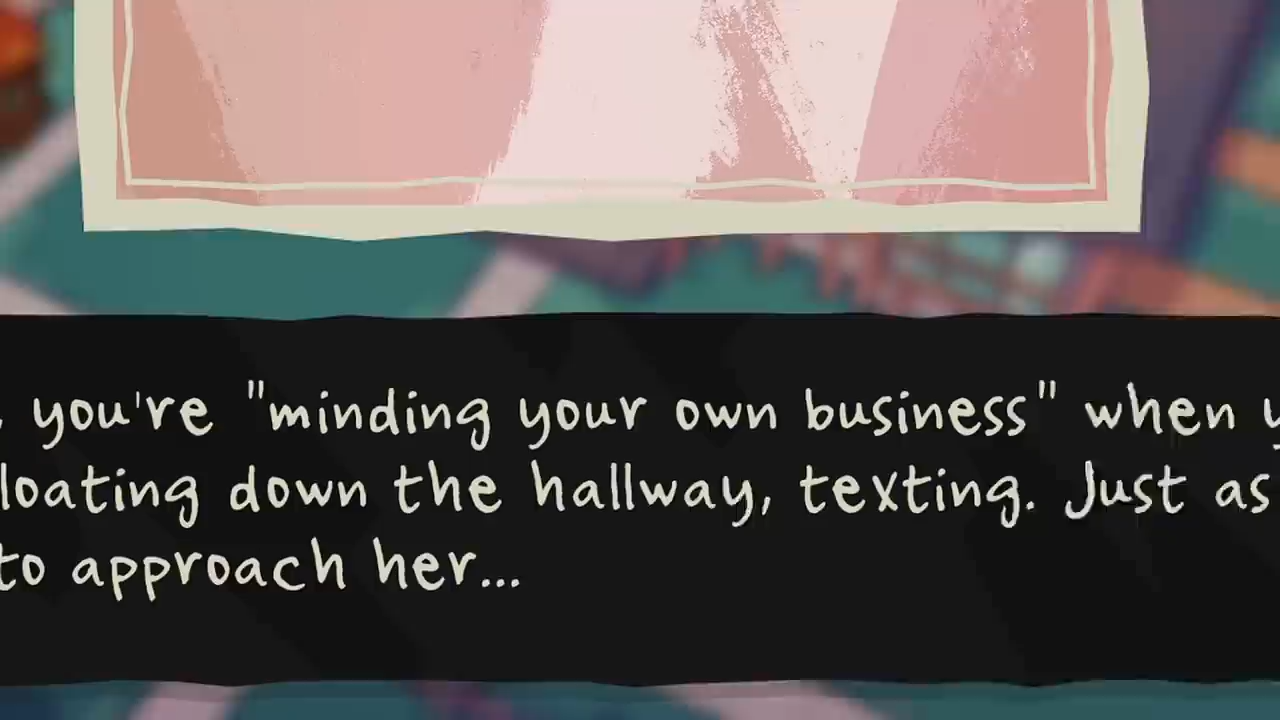 you're "minding your own business" when
loating down the hallway, texting. Just as
to approach her...